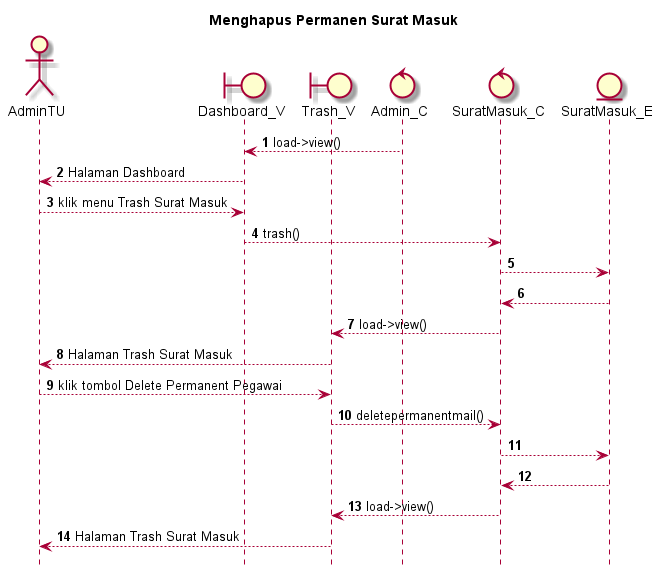 Menghapus Permanen Surat Masuk
AdminTU Dashboard_V Trash_V Admin_C SuratMasuk_C SuratMasuk_E
1 load->view()
2 Halaman Dashboard
3 klik menu Trash Surat Masuk
4 trash()
5
6
7 load->view()
8 Halaman Trash Surat Masuk
9 klik tombol Delete Permanent Pegawai
10 deletepermanentmail()
11
12
13 load->view()
14 Halaman Trash Surat Masuk